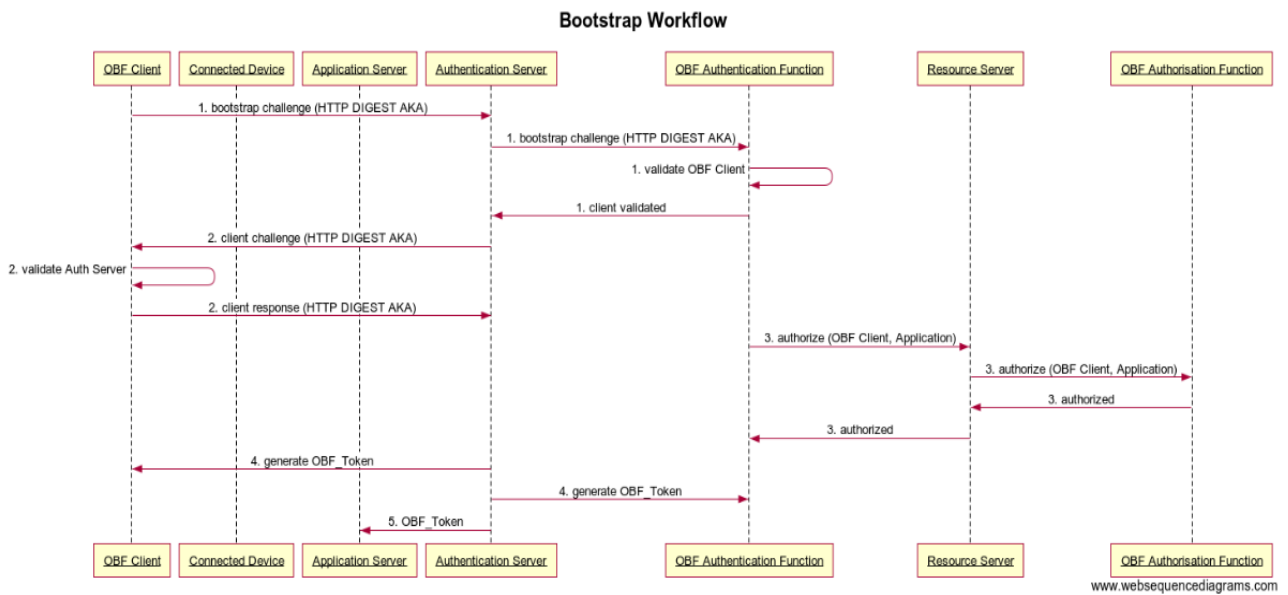 Bootstrap Workflow
OBF Client Connected Device Application Server Authentication Server OBF Authentication Function Resource Server OBF Authorisation Function
1. bootstrap challenge (HTTP DIGEST AKA)
1. bootstrap challenge (HTTP DIGEST AKA)
1. validate OBF Client
1. client validated
2. client challenge (HTTP DIGEST AKA)
2. validate Auth Server
2. client response (HTTP DIGEST AKA)
3. authorize (OBF Client, Application)
3. authorize (OBF Client, Application)
3. authorized
3. authorized
4. generate OBF_Token
4. generate OBF_Token
5. OBF_Token
OBF Client Connected Device Application Server Authentication Server OBF Authentication Function Resource Server OBF Authorisation Function
www.websequencediagrams.com